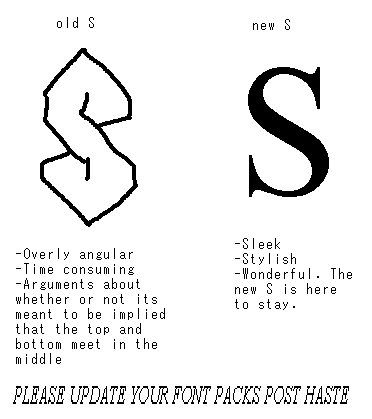 old S
new S
S
-Overly angular
-Time consuming
-Arguments about
whether or not its
meant to be implied
that the top and
bottom meet in the
middle
-Sleek
-Stylish
-Wonderful. The
new S is here
to stay.
PLEASE UPDATE YOUR FONT PACKS POST HASTE